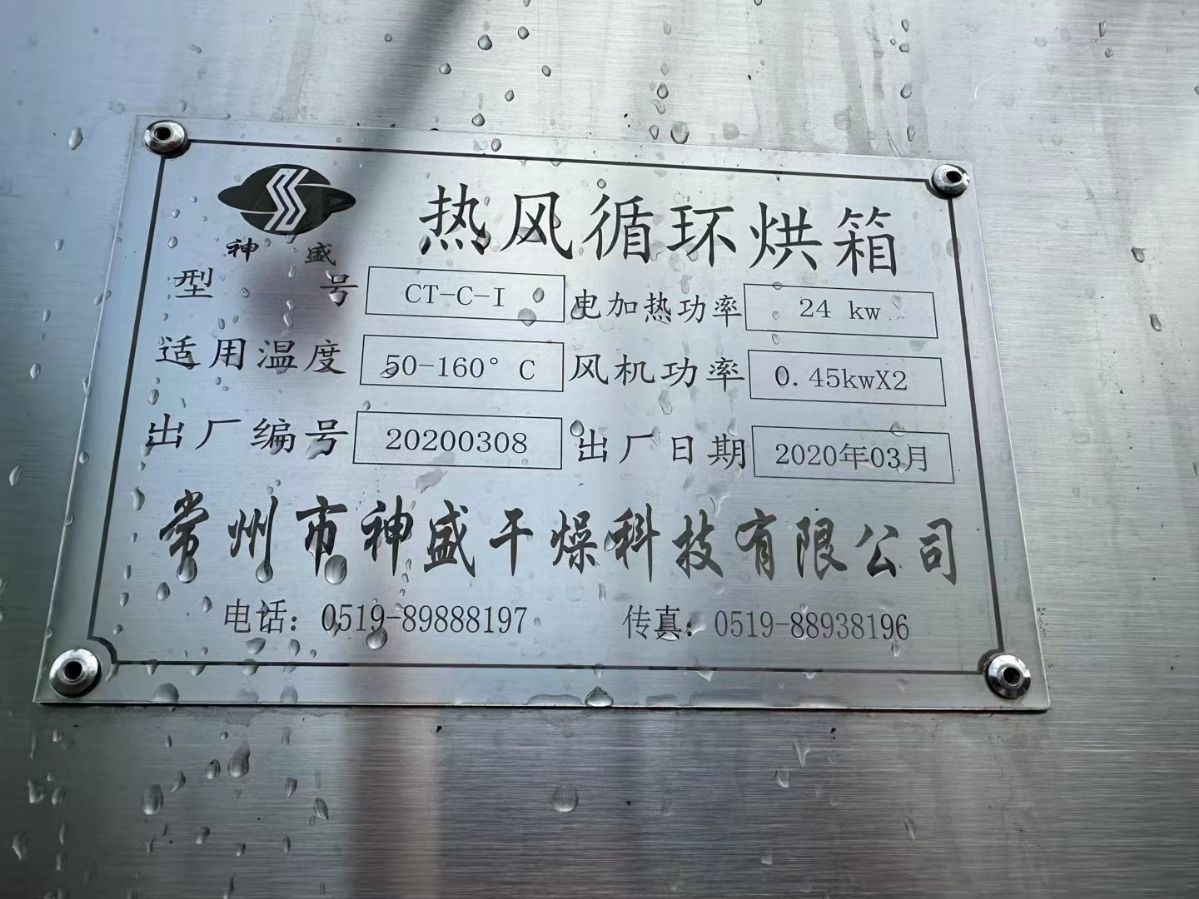 神盛
热风循环烘箱
型号 CT-C-I 电加热功率 24 kw
适用温度 50-160° C 风机功率 0.45kwX2
出厂编号 20200308 出厂日期 2020年03月
常州市神盛干燥科技有限公司
电话：0519-89888197 传真：0519-88938196